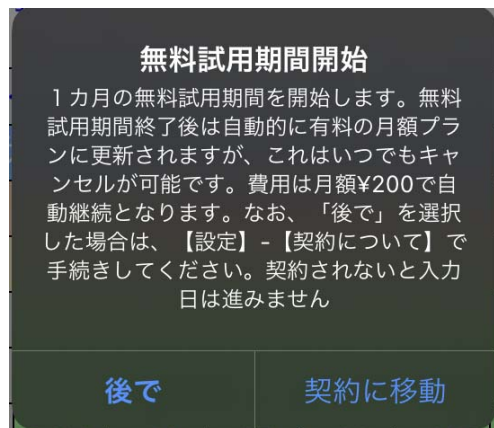 無料試用期間開始
１カ月の無料試用期間を開始します。無料
試用期間終了後は自動的に有料の月額プラ
ンに更新されますが、これはいつでもキャ
ンセルが可能です。費用は月額¥200で自
動継続となります。なお、「後で」を選択
した場合は、【設定】-【契約について】で
手続きしてください。契約されないと入力
日は進みません
後で
契約に移動